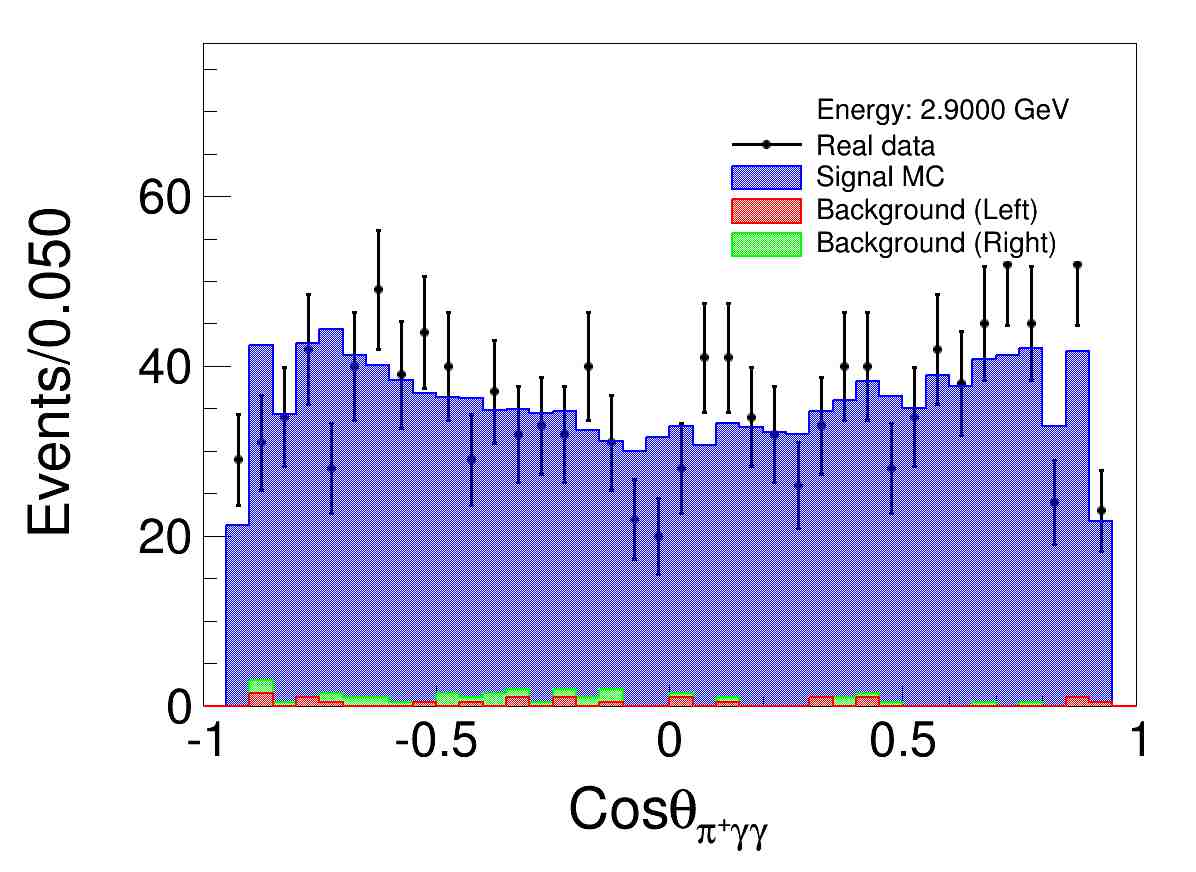 Energy: 2.9000 GeV
Real data
Signal MC
Background (Left)
Background (Right)
Events/0.050
60
40
20
0
-1 -0.5 0 0.5 1
Cosθπ⁺γγ